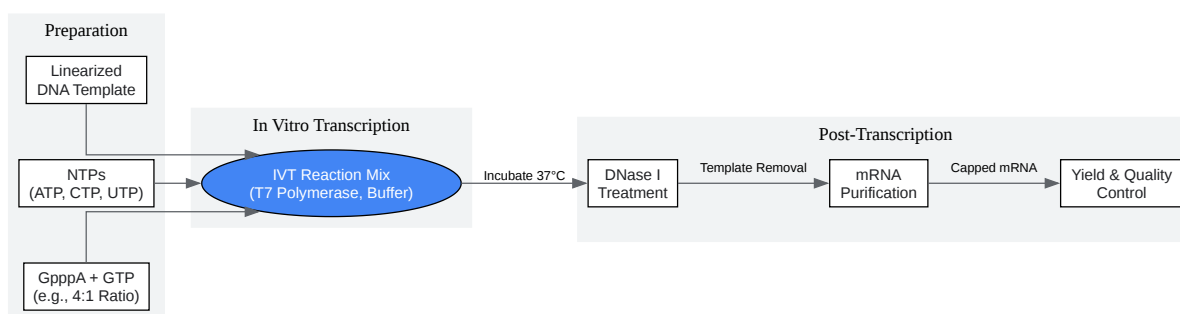 Preparation
Linearized
DNA Template
NTPs
(ATP, CTP, UTP)
GpppA + GTP
(e.g., 4:1 Ratio)
In Vitro Transcription
IVT Reaction Mix
(T7 Polymerase, Buffer)
Incubate 37°C
Post-Transcription
DNase I
Treatment
Template Removal
mRNA
Purification
Capped mRNA
Yield & Quality
Control